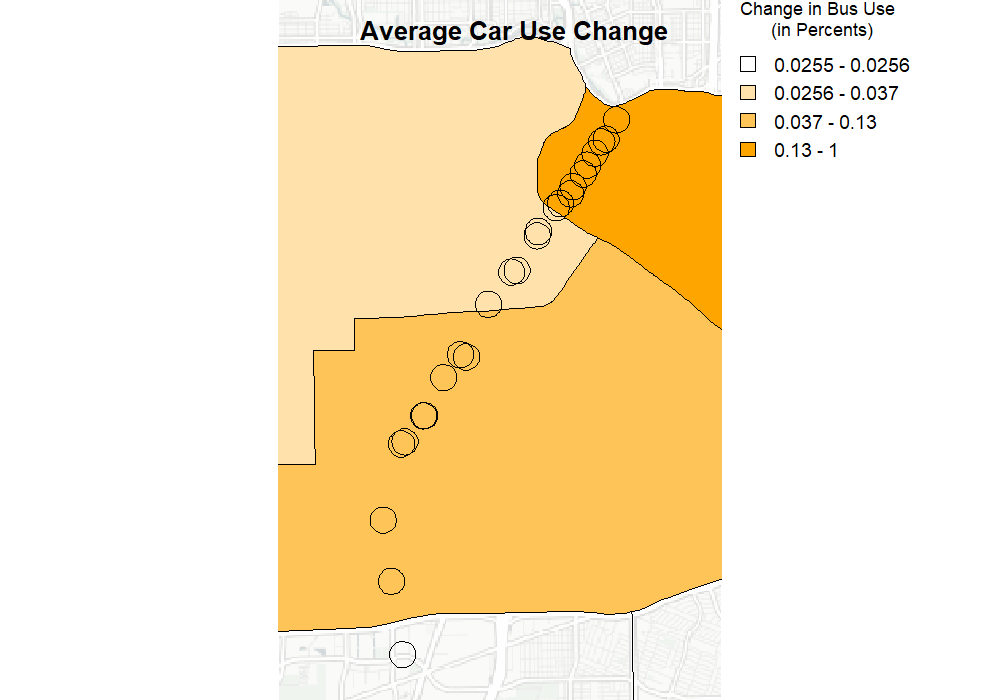 Average Car Use Change
Change in Bus Use
(in Percents)
0.0255 - 0.0256
0.0256 - 0.037
0.037 - 0.13
0.13 - 1